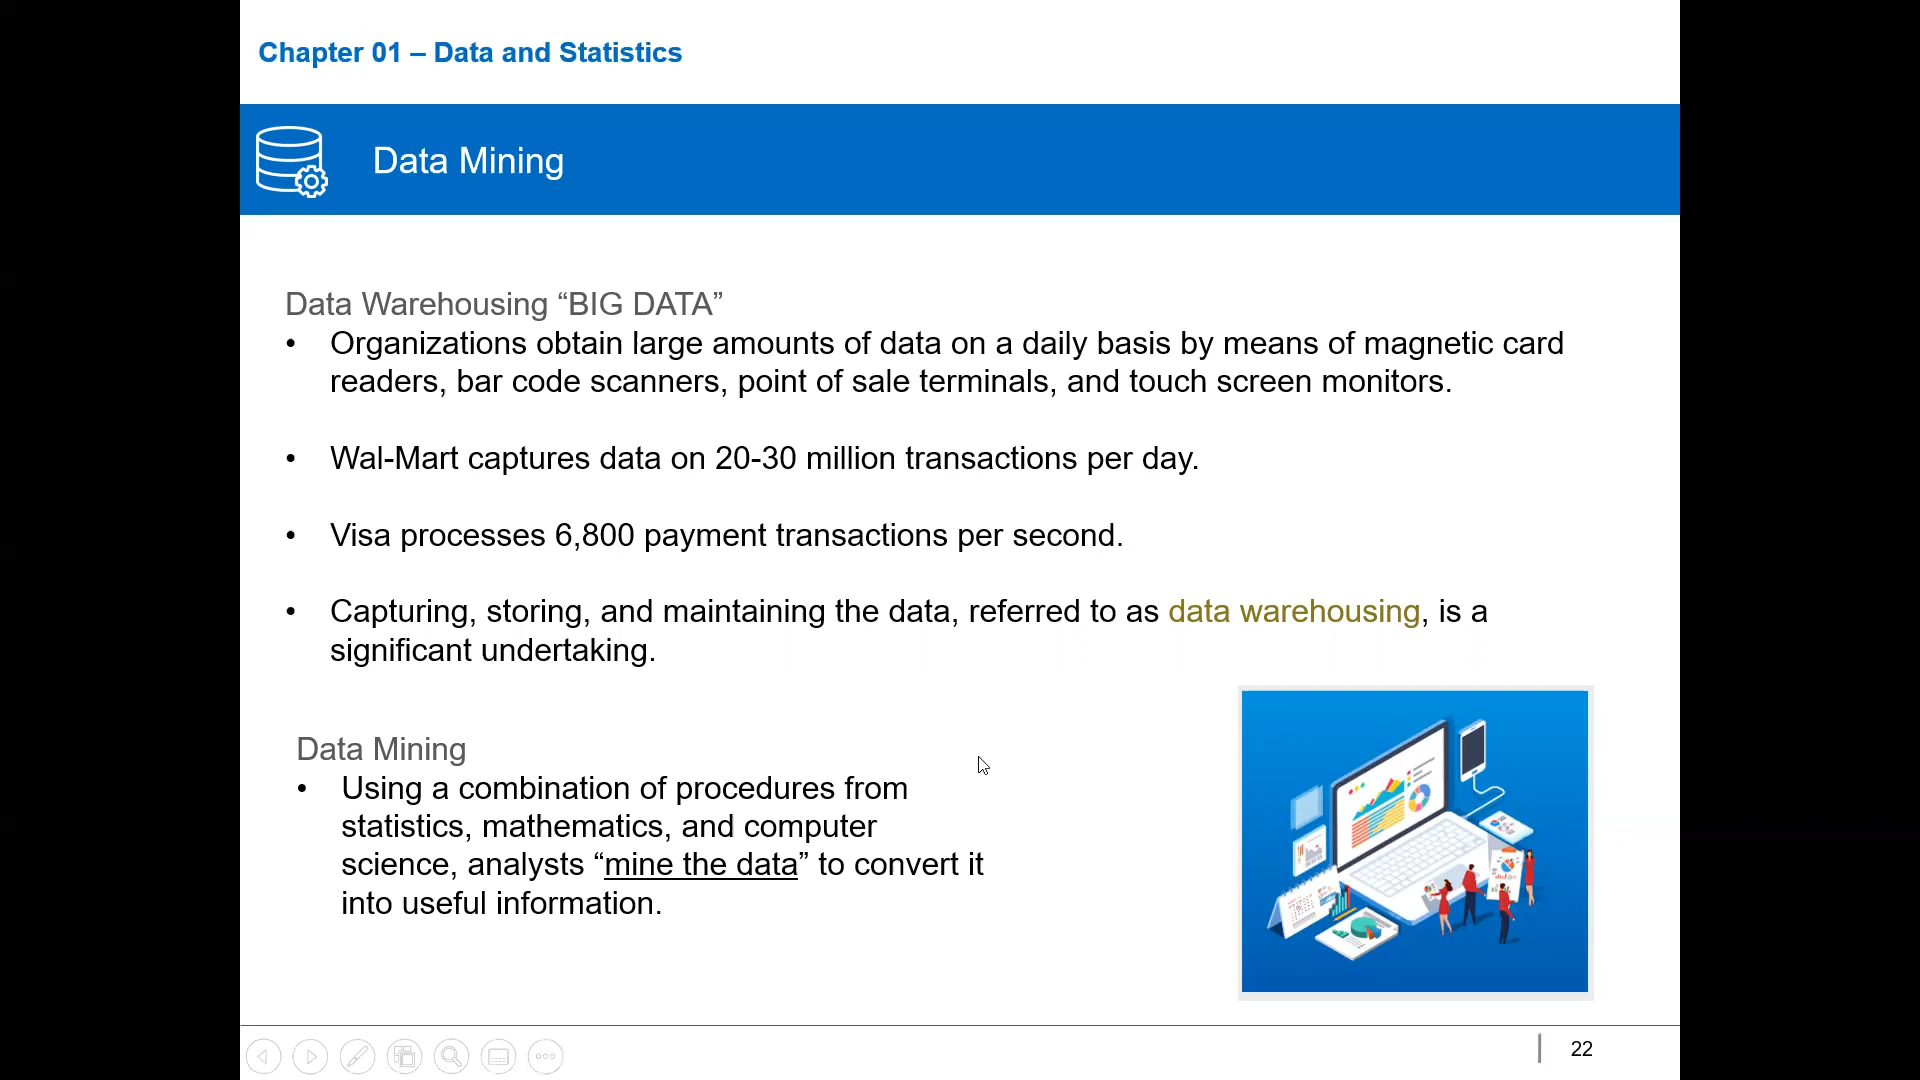 Chapter 01 – Data and Statistics
Data Mining
Data Warehousing “BIG DATA”
• Organizations obtain large amounts of data on a daily basis by means of magnetic card
readers, bar code scanners, point of sale terminals, and touch screen monitors.
• Wal-Mart captures data on 20-30 million transactions per day.
• Visa processes 6,800 payment transactions per second.
• Capturing, storing, and maintaining the data, referred to as data warehousing, is a
significant undertaking.
Data Mining
• Using a combination of procedures from
statistics, mathematics, and computer
science, analysts “mine the data” to convert it
into useful information.
22